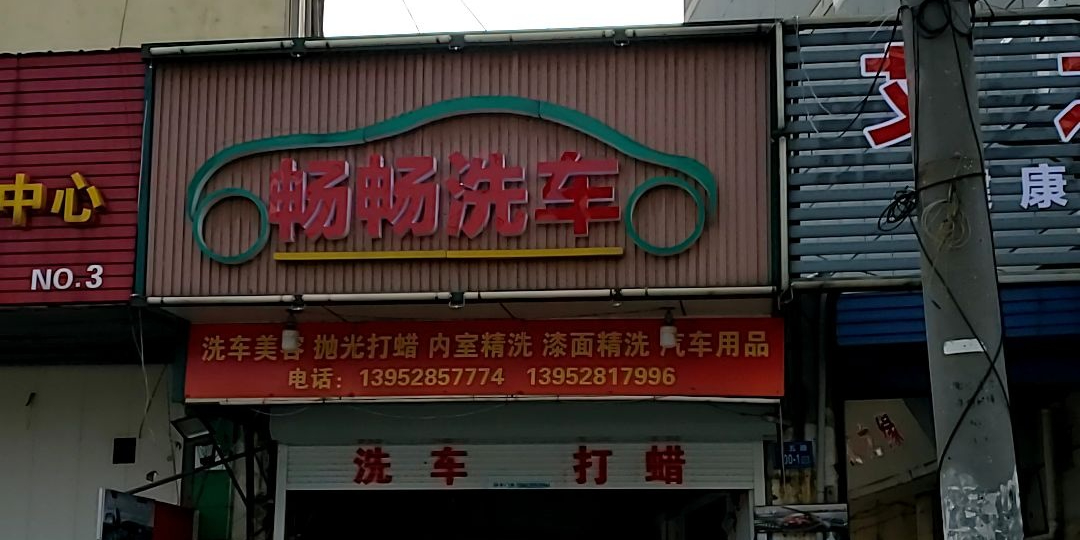 中心
NO.3
畅畅洗车
洗车美容 抛光打蜡 内室精洗 漆面精洗 汽车用品
电话：13952857774 13952817996
洗车 打蜡
康